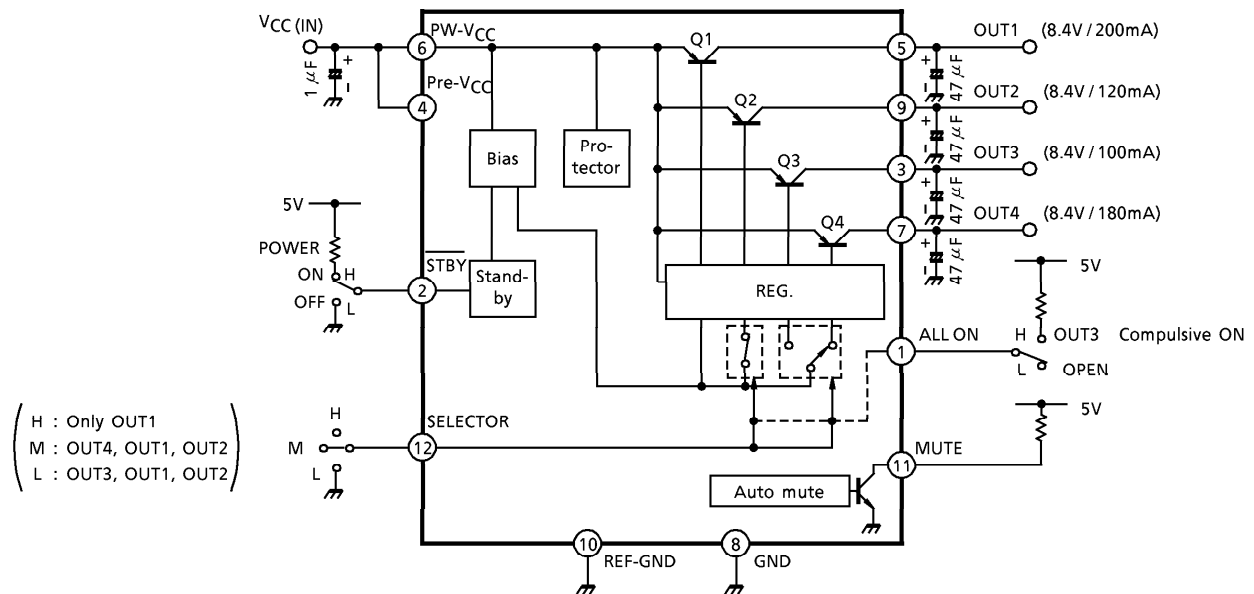 VCC (IN)
1 μF
+
PW-VCC
6
Pre-VCC
4
Bias
Pro-
tector
Q1
Q2
Q3
Q4
5
OUT1
(8.4V / 200mA)
+
47 μF
9
OUT2
(8.4V / 120mA)
+
47 μF
3
OUT3
(8.4V / 100mA)
+
47 μF
7
OUT4
(8.4V / 180mA)
+
47 μF
5V
POWER
ON
H
OFF
L
STBY
2
Stand-
by
REG.
1
ALL ON
5V
H
OUT3 Compulsive ON
L
OPEN
5V
H : Only OUT1
M : OUT4, OUT1, OUT2
L : OUT3, OUT1, OUT2
H
M
L
SELECTOR
12
MUTE
11
Auto mute
10
REF-GND
8
GND